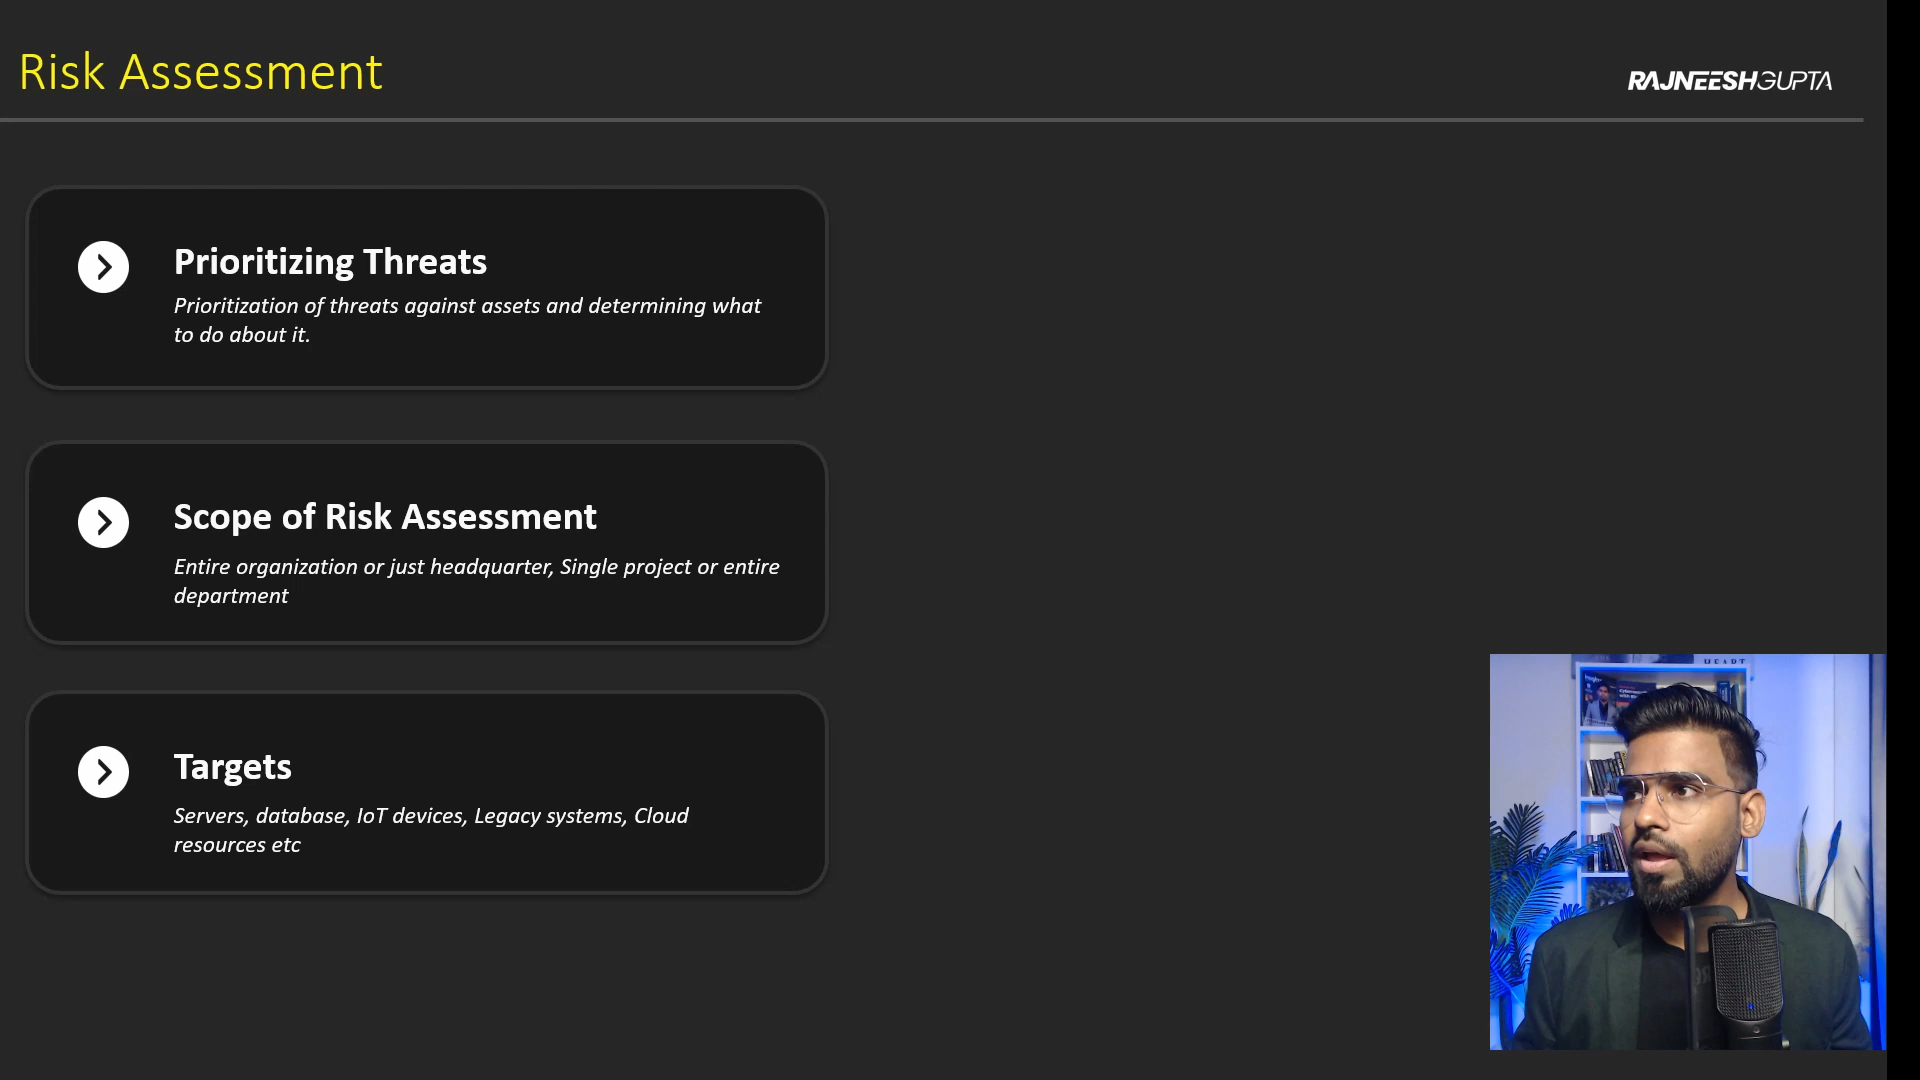 Risk Assessment
RAJNEESHGUPTA
Prioritizing Threats
Prioritization of threats against assets and determining what
to do about it.
Scope of Risk Assessment
Entire organization or just headquarter, Single project or entire
department
Targets
Servers, database, IoT devices, Legacy systems, Cloud
resources etc
HEART